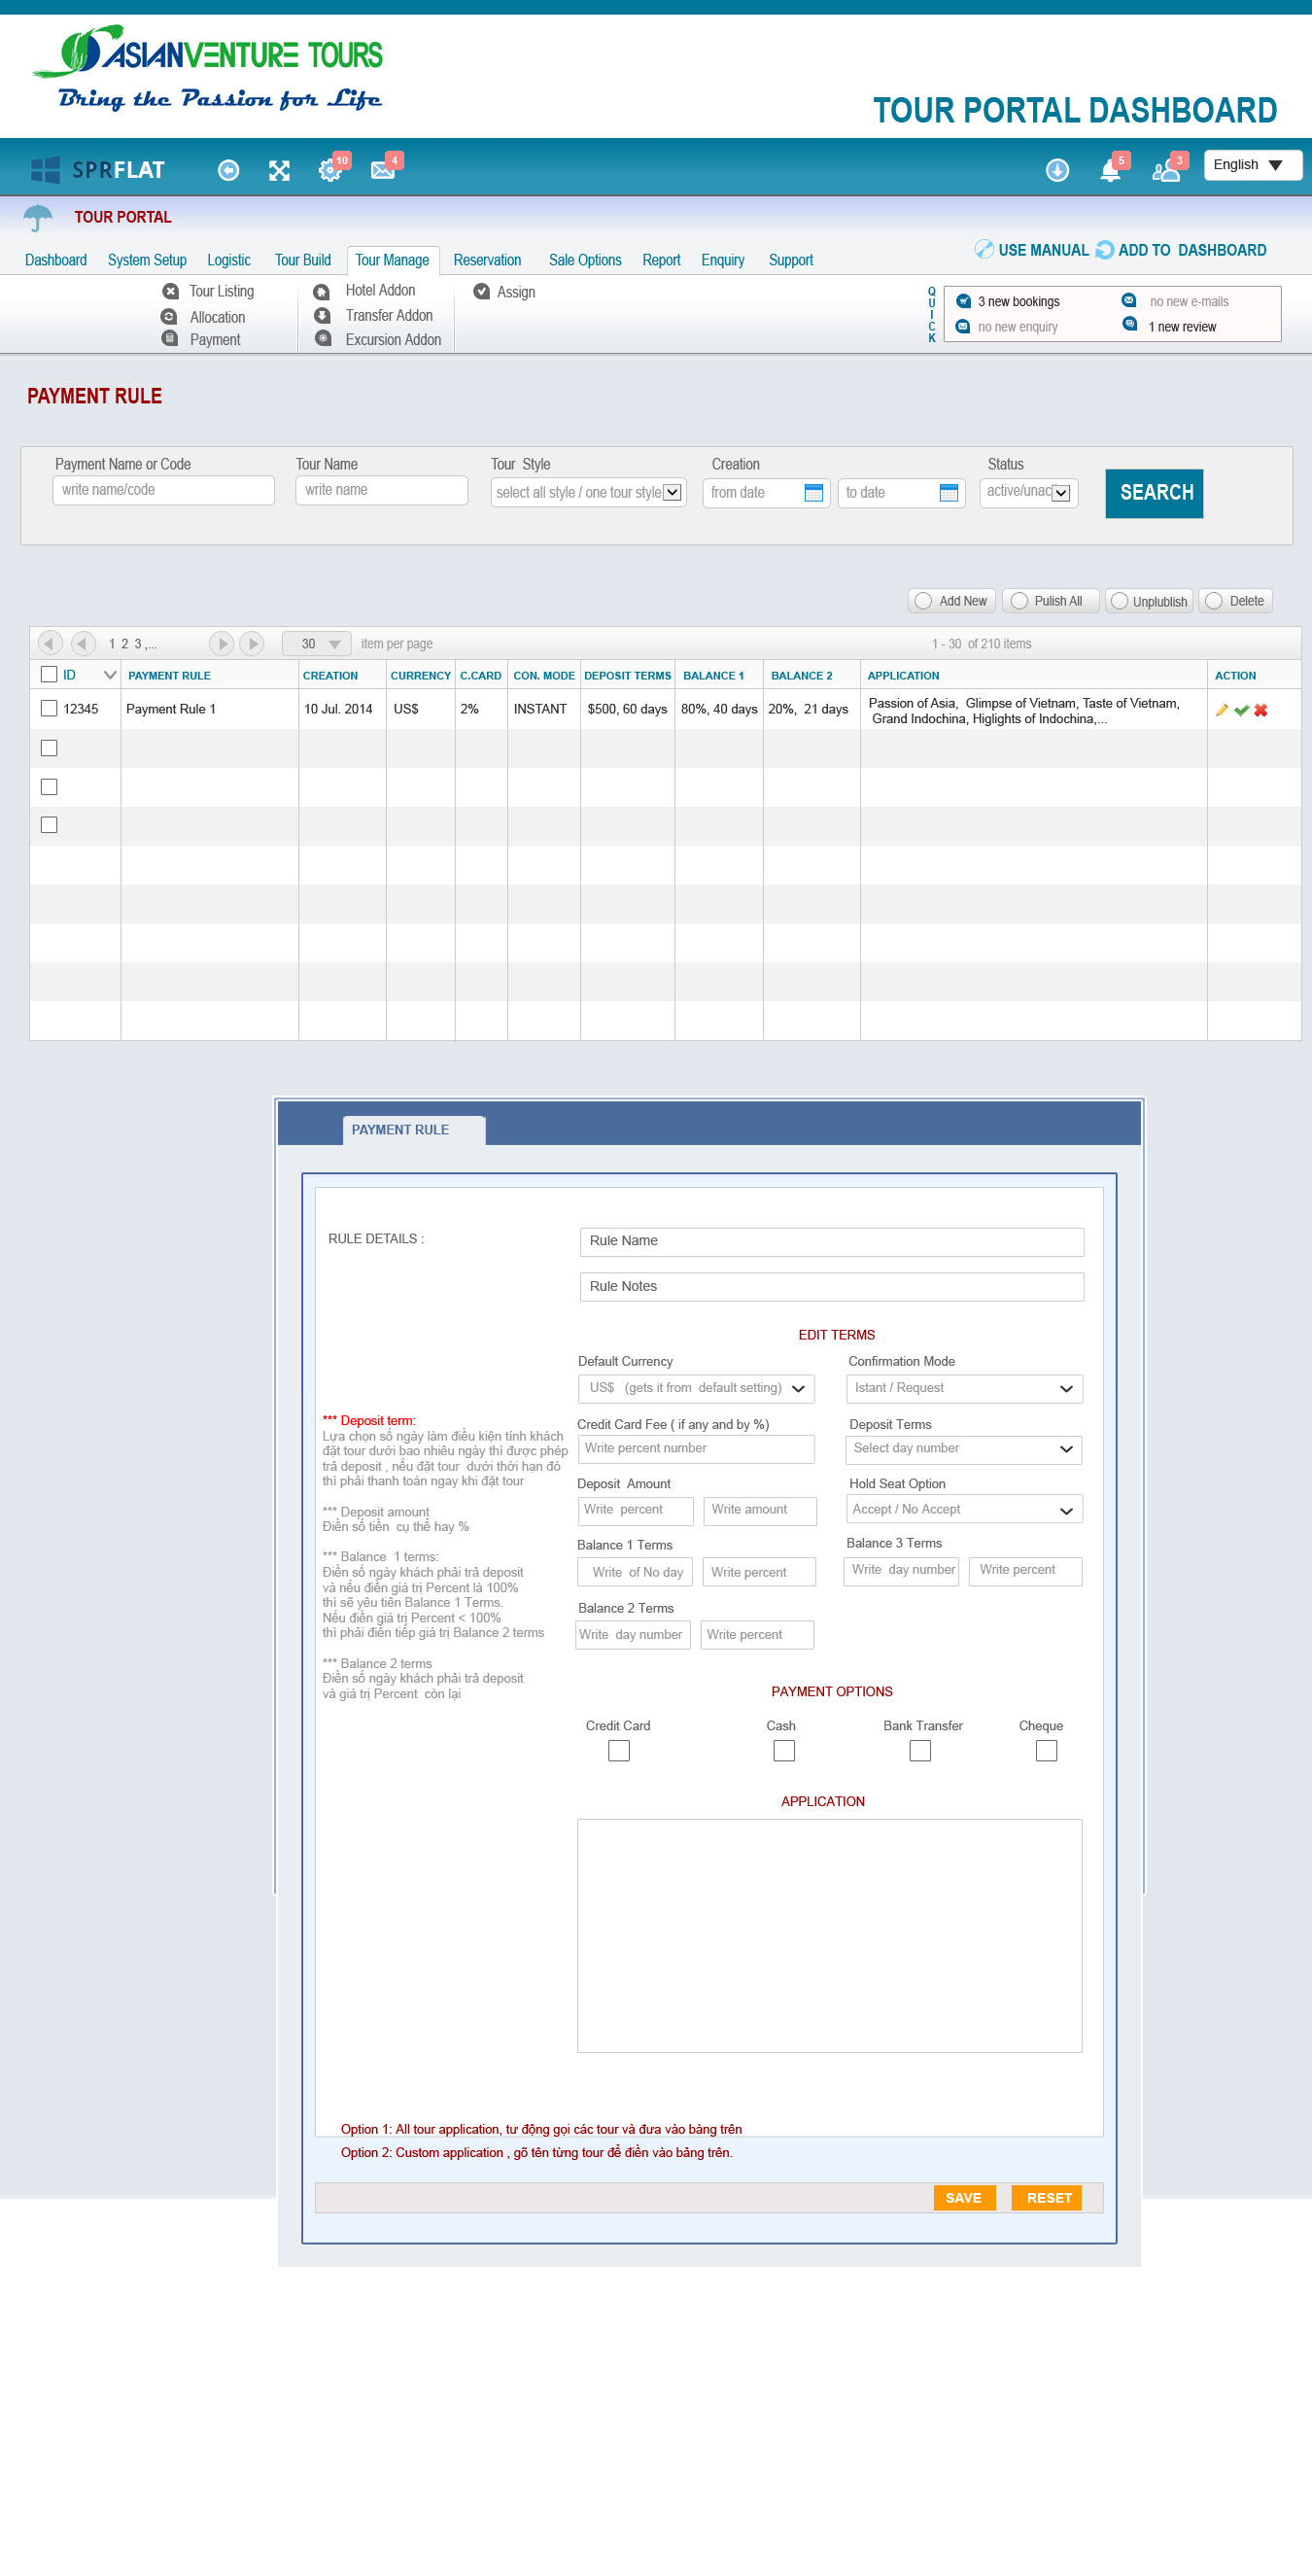 ASIANVENTURE TOURS
Bring the Passion for Life
TOUR PORTAL DASHBOARD
SPRFLAT
10
4
5
3
English
TOUR PORTAL
USE MANUAL ADD TO DASHBOARD
Dashboard System Setup Logistic Tour Build Tour Manage Reservation Sale Options Report Enquiry Support
Tour Listing Hotel Addon Assign
Allocation Transfer Addon
Payment Excursion Addon
QUICK
3 new bookings no new e-mails
no new enquiry 1 new review
PAYMENT RULE
Payment Name or Code Tour Name Tour Style Creation Status
write name/code write name select all style / one tour style from date to date active/unac
SEARCH
Add New Pulish All Unplublish Delete
1 2 3 ,... 30 item per page 1 - 30 of 210 items
ID PAYMENT RULE CREATION CURRENCY C.CARD CON. MODE DEPOSIT TERMS BALANCE 1 BALANCE 2 APPLICATION ACTION
12345 Payment Rule 1 10 Jul. 2014 US$ 2% INSTANT $500, 60 days 80%, 40 days 20%, 21 days Passion of Asia, Glimpse of Vietnam, Taste of Vietnam,
Grand Indochina, Higlights of Indochina,...
PAYMENT RULE
RULE DETAILS :
Rule Name
Rule Notes
EDIT TERMS
Default Currency Confirmation Mode
US$ (gets it from default setting) Istant / Request
Credit Card Fee ( if any and by %) Deposit Terms
Write percent number Select day number
Deposit Amount Hold Seat Option
Write percent Write amount Accept / No Accept
Balance 1 Terms Balance 3 Terms
Write of No day Write percent Write day number Write percent
Balance 2 Terms
Write day number Write percent
*** Deposit term:
Lựa chọn số ngày làm điều kiện tính khách
đặt tour dưới bao nhiêu ngày thì được phép
trả deposit , nếu đặt tour dưới thời hạn đó
thì phải thanh toán ngay khi đặt tour
*** Deposit amount
Điền số tiền cụ thể hay %
*** Balance 1 terms:
Điền số ngày khách phải trả deposit
và nếu điền giá trị Percent là 100%
thì sẽ yêu tiên Balance 1 Terms.
Nếu điền giá trị Percent < 100%
thì phải điền tiếp giá trị Balance 2 terms
*** Balance 2 terms
Điền số ngày khách phải trả deposit
và giá trị Percent còn lại
PAYMENT OPTIONS
Credit Card Cash Bank Transfer Cheque
APPLICATION
Option 1: All tour application, tư động gọi các tour và đưa vào bàng trên
Option 2: Custom application , gõ tên từng tour để điền vào bảng trên.
SAVE RESET